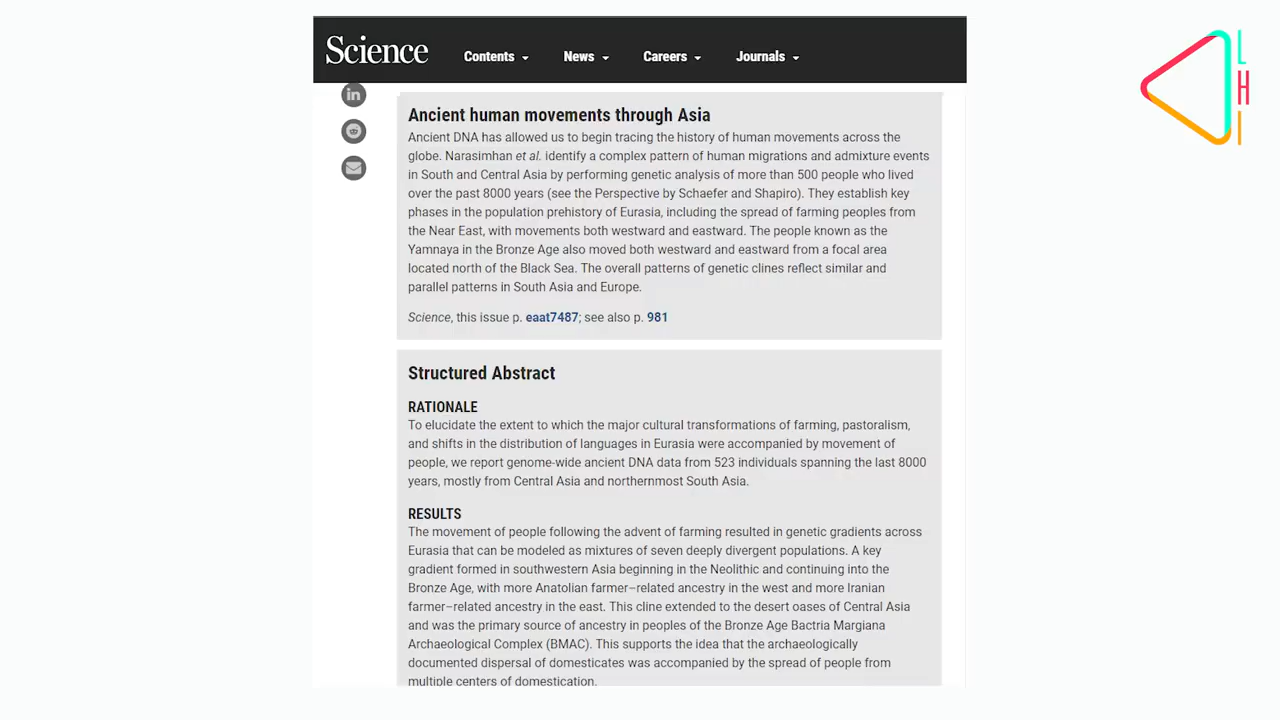 Science
Contents
News
Careers
Journals
L
H
I
in
Ancient human movements through Asia
Ancient DNA has allowed us to begin tracing the history of human movements across the
globe. Narasimhan et al. identify a complex pattern of human migrations and admixture events
in South and Central Asia by performing genetic analysis of more than 500 people who lived
over the past 8000 years (see the Perspective by Schaefer and Shapiro). They establish key
phases in the population prehistory of Eurasia, including the spread of farming peoples from
the Near East, with movements both westward and eastward. The people known as the
Yamnaya in the Bronze Age also moved both westward and eastward from a focal area
located north of the Black Sea. The overall patterns of genetic clines reflect similar and
parallel patterns in South Asia and Europe.
Science, this issue p. eaat7487; see also p. 981
Structured Abstract
RATIONALE
To elucidate the extent to which the major cultural transformations of farming, pastoralism,
and shifts in the distribution of languages in Eurasia were accompanied by movement of
people, we report genome-wide ancient DNA data from 523 individuals spanning the last 8000
years, mostly from Central Asia and northernmost South Asia.
RESULTS
The movement of people following the advent of farming resulted in genetic gradients across
Eurasia that can be modeled as mixtures of seven deeply divergent populations. A key
gradient formed in southwestern Asia beginning in the Neolithic and continuing into the
Bronze Age, with more Anatolian farmer–related ancestry in the west and more Iranian
farmer–related ancestry in the east. This cline extended to the desert oases of Central Asia
and was the primary source of ancestry in peoples of the Bronze Age Bactria Margiana
Archaeological Complex (BMAC). This supports the idea that the archaeologically
documented dispersal of domesticates was accompanied by the spread of people from
multiple centers of domestication.